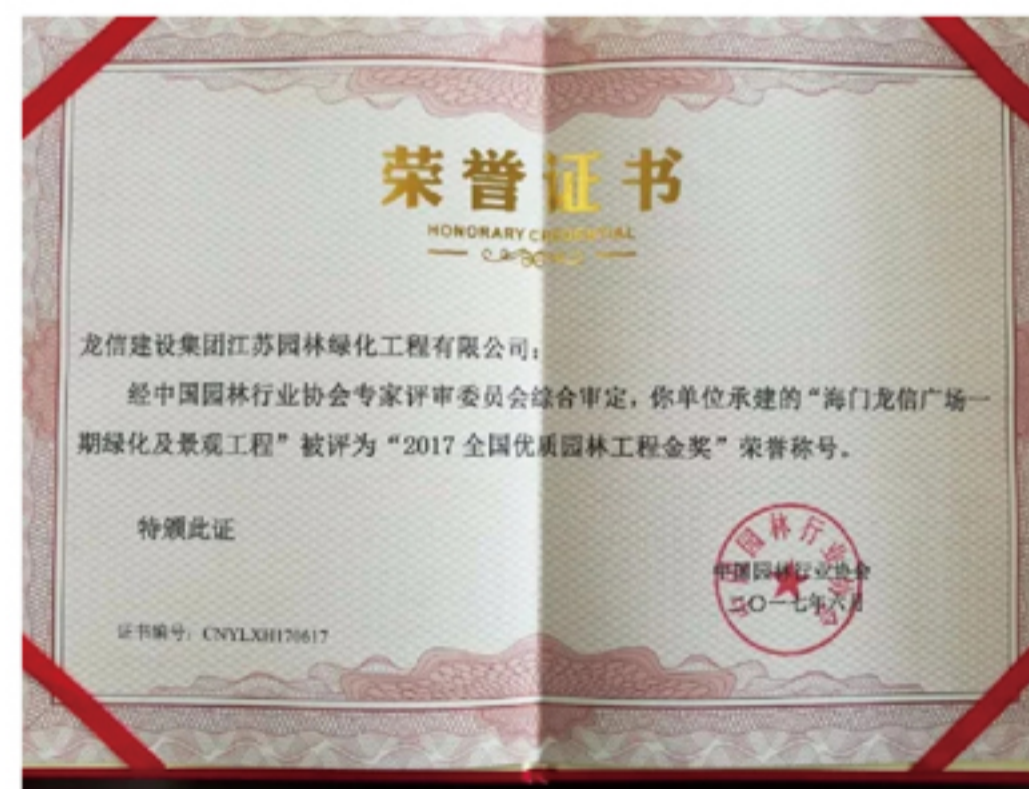 荣誉证书
HONORARY CREDENTIAL
龙信建设集团江苏园林绿化工程有限公司：
经中国园林行业协会专家评审委员会综合审定，你单位承建的“海门龙信广场一
期绿化及景观工程”被评为“2017全国优质园林工程金奖”荣誉称号。
特颁此证
中国园林行业协会
二〇一七年六月
证书编号：CNYLXH170617